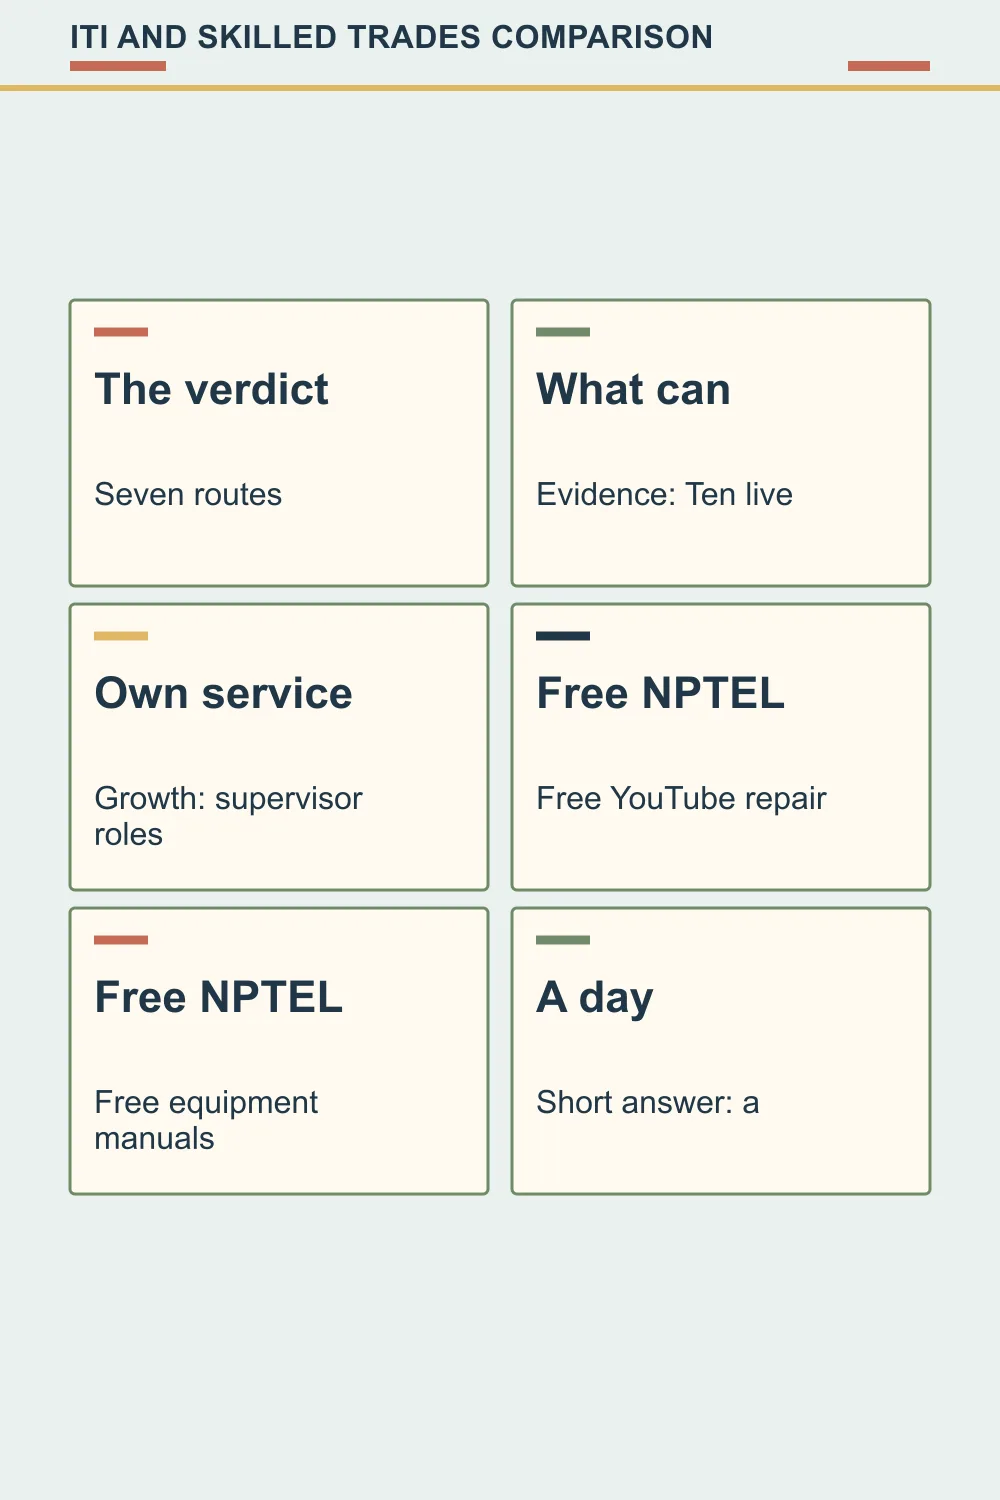 ITI AND SKILLED TRADES COMPARISON
The verdict
Seven routes
What can
Evidence: Ten live
Own service
Growth: supervisor
roles
Free NPTEL
Free YouTube repair
Free NPTEL
Free equipment
manuals
A day
Short answer: a